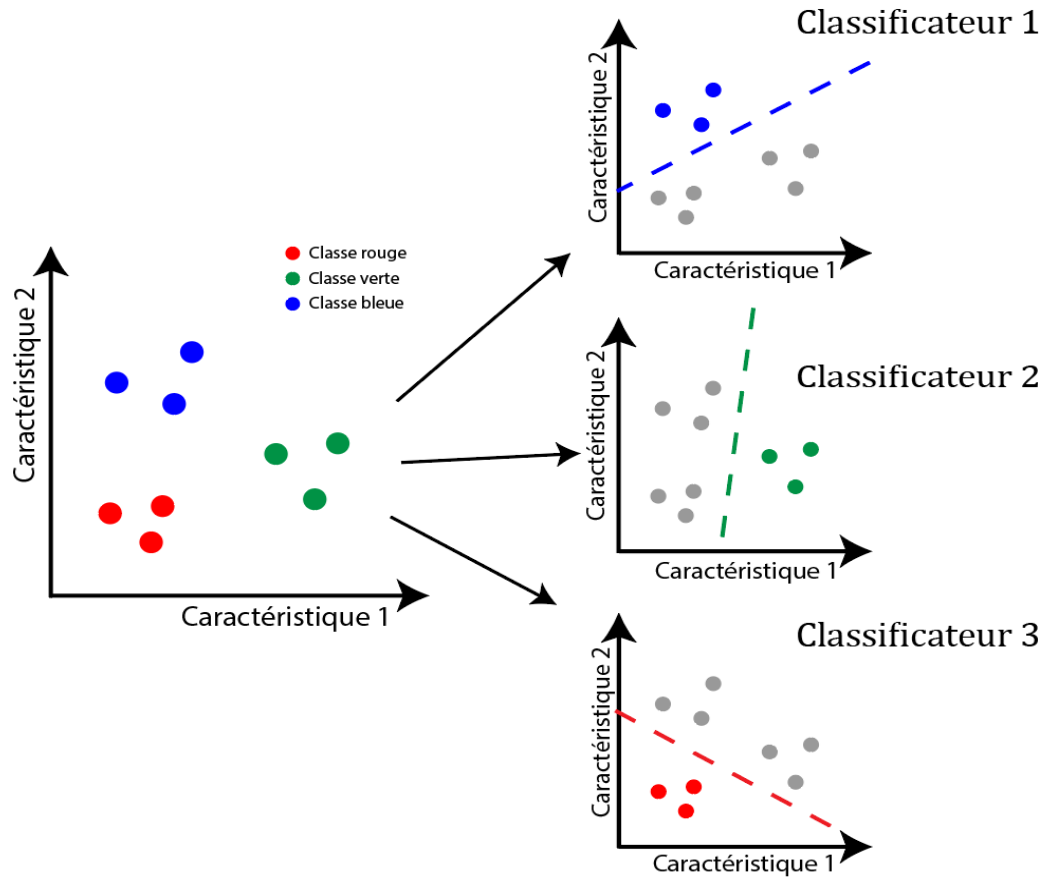 Classificateur 1
Caractéristique 2
Caractéristique 1
Classe rouge
Classe verte
Classe bleue
Caractéristique 2
Caractéristique 1
Classificateur 2
Caractéristique 2
Caractéristique 1
Classificateur 3
Caractéristique 2
Caractéristique 1